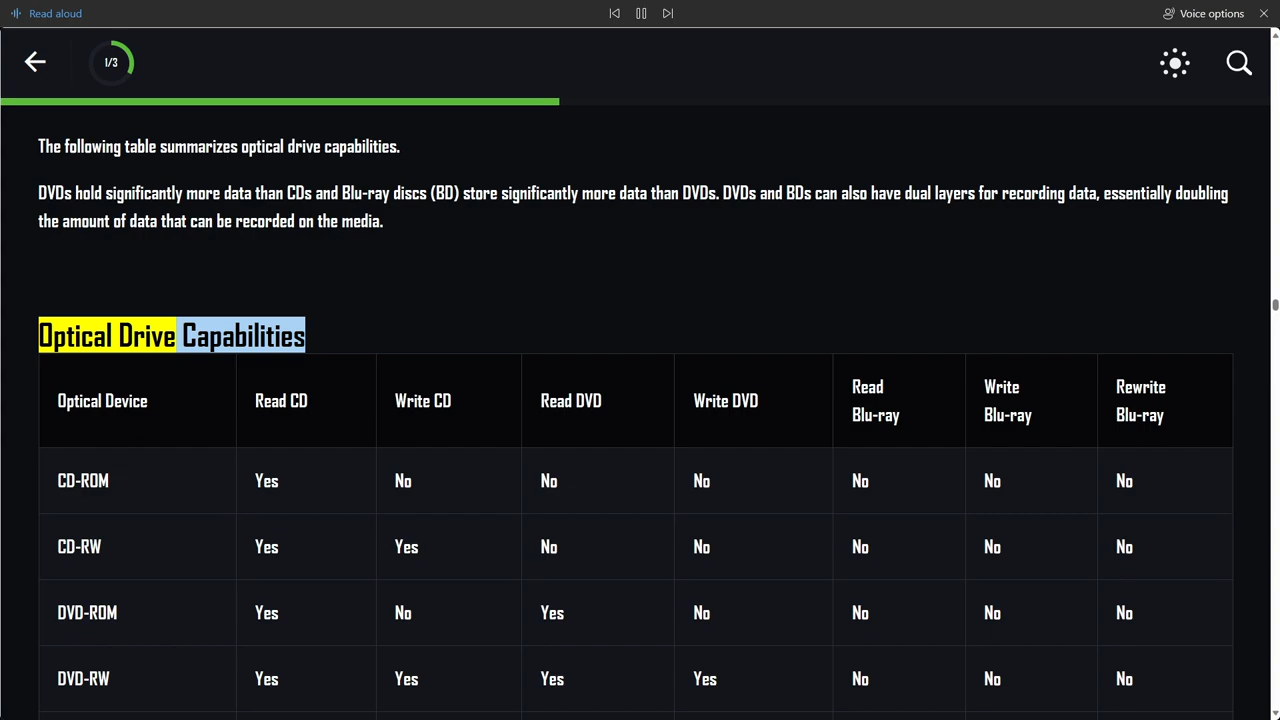 Read aloud
Voice options
1/3
The following table summarizes optical drive capabilities.
DVDs hold significantly more data than CDs and Blu-ray discs (BD) store significantly more data than DVDs. DVDs and BDs can also have dual layers for recording data, essentially doubling
the amount of data that can be recorded on the media.
Optical Drive Capabilities
Optical Device Read CD Write CD Read DVD Write DVD Read Blu-ray Write Blu-ray Rewrite Blu-ray
CD-ROM Yes No No No No No No
CD-RW Yes Yes No No No No No
DVD-ROM Yes No Yes No No No No
DVD-RW Yes Yes Yes Yes No No No